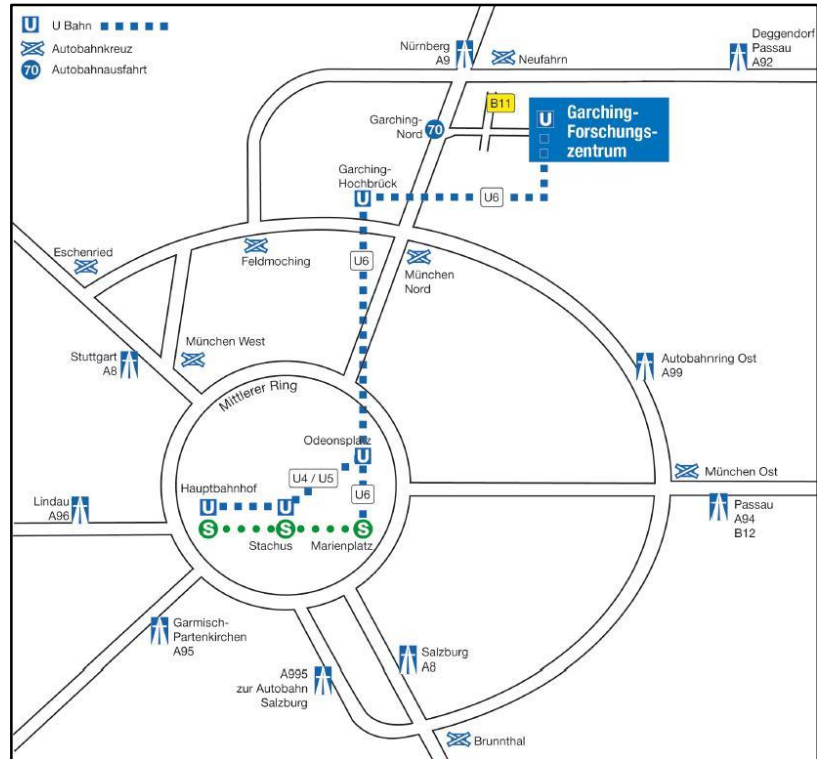 U U Bahn
Autobahnkreuz
70 Autobahnausfahrt
Nürnberg
A9
Neufahrn
Deggendorf
Passau
A92
B11
Garching-
Nord
70
U Garching-
Forschungs-
zentrum
Garching-
Hochbrück
U
U6
Eschenried
Feldmoching
U6
München
Nord
München West
Stuttgart
A8
Autobahnring Ost
A99
Mittlerer Ring
Odeonsplatz
U
U4 / U5
Hauptbahnhof
U
U
U6
München Ost
Lindau
A96
S
S
S
Stachus
Marienplatz
Passau
A94
B12
Garmisch-
Partenkirchen
A95
A995
zur Autobahn
Salzburg
Salzburg
A8
Brunnthal